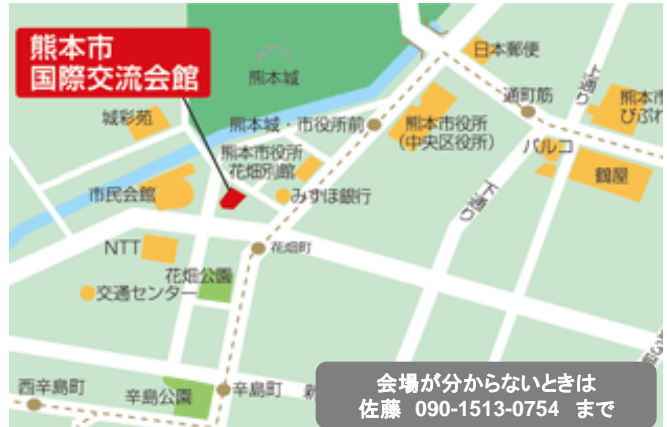 熊本市
国際交流会館
熊本城
日本郵便
上通り
通町筋
城彩苑
熊本城・市役所前
熊本市役所
(中央区役所)
熊本市
びぷれ
パルコ
鶴屋
熊本市役所
花畑別館
市民会館
みずほ銀行
下通り
NTT
花畑町
花畑公園
交通センター
西辛島町
辛島公園
辛島町
新
会場が分からないときは
佐藤 090-1513-0754 まで